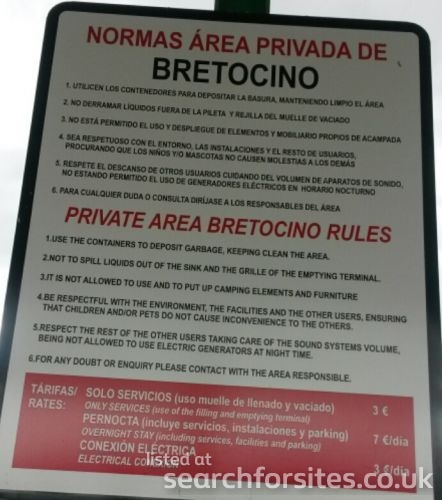 NORMAS ÁREA PRIVADA DE
BRETOCINO
1. UTILICEN LOS CONTENEDORES PARA DEPOSITAR LA BASURA, MANTENIENDO LIMPIO EL ÁREA
2. NO DERRAMAR LÍQUIDOS FUERA DE LA PILETA Y REJILLA DEL MUELLE DE VACIADO
3. NO ESTÁ PERMITIDO EL USO Y DESPLIEGUE DE ELEMENTOS Y MOBILIARIO PROPIOS DE ACAMPADA
4. SEA RESPETUOSO CON EL ENTORNO, LAS INSTALACIONES Y EL RESTO DE USUARIOS,
PROCURANDO QUE LOS NIÑOS Y/O MASCOTAS NO CAUSEN MOLESTIAS A LOS DEMÁS
5. RESPETE EL DESCANSO DE OTROS USUARIOS CUIDANDO DEL VOLUMEN DE APARATOS DE SONIDO,
NO ESTANDO PERMITIDO EL USO DE GENERADORES ELÉCTRICOS EN HORARIO NOCTURNO
6. PARA CUALQUIER DUDA O CONSULTA DIRÍJASE A LOS RESPONSABLES DEL ÁREA
PRIVATE AREA BRETOCINO RULES
1.USE THE CONTAINERS TO DEPOSIT GARBAGE, KEEPING CLEAN THE AREA.
2.NOT TO SPILL LIQUIDS OUT OF THE SINK AND THE GRILLE OF THE EMPTYING TERMINAL.
3.IT IS NOT ALLOWED TO USE AND TO PUT UP CAMPING ELEMENTS AND FURNITURE
4.BE RESPECTFUL WITH THE ENVIRONMENT, THE FACILITIES AND THE OTHER USERS, ENSURING
THAT CHILDREN AND/OR PETS DO NOT CAUSE INCONVENIENCE TO THE OTHERS.
5.RESPECT THE REST OF THE OTHER USERS TAKING CARE OF THE SOUND SYSTEMS VOLUME,
BEING NOT ALLOWED TO USE ELECTRIC GENERATORS AT NIGHT TIME.
6.FOR ANY DOUBT OR ENQUIRY PLEASE CONTACT WITH THE AREA RESPONSIBLE.
TÁRIFAS/ SOLO SERVICIOS (uso muelle de llenado y vaciado) 3 €
RATES: ONLY SERVICES (use of the filling and emptying terminal)
PERNOCTA (incluye servicios, instalaciones y parking) 7 €/día
OVERNIGHT STAY (including services, facilities and parking)
CONEXIÓN ELÉCTRICA 3 €/día
ELECTRICAL
listed at
searchforsites.co.uk